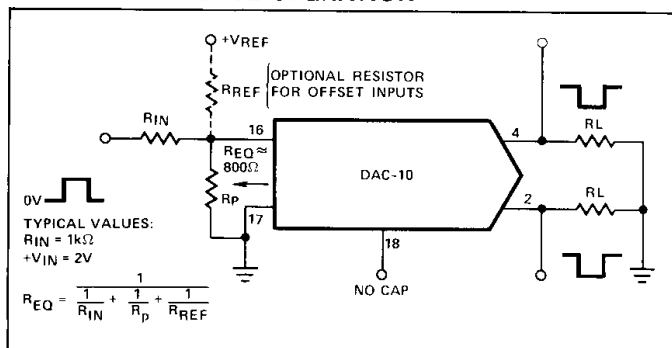 +VREF
RREF
OPTIONAL RESISTOR
FOR OFFSET INPUTS
RIN
16
REQ ≈
800Ω
RP
17
DAC-10
4
RL
2
RL
18
NO CAP
0V
TYPICAL VALUES:
RIN = 1kΩ
+VIN = 2V
REQ = 1 / (1/RIN + 1/Rp + 1/RREF)